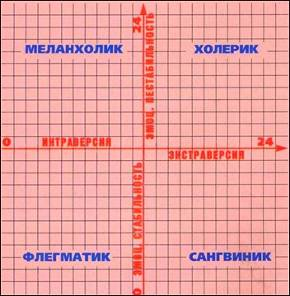 24
МЕЛАНХОЛИК
ХОЛЕРИК
ЭМОЦ. НЕСТАБИЛЬНОСТЬ
0
ИНТРАВЕРСИЯ
24
ЭКСТРАВЕРСИЯ
ЭМОЦ. СТАБИЛЬНОСТЬ
ФЛЕГМАТИК
САНГВИНИК
0